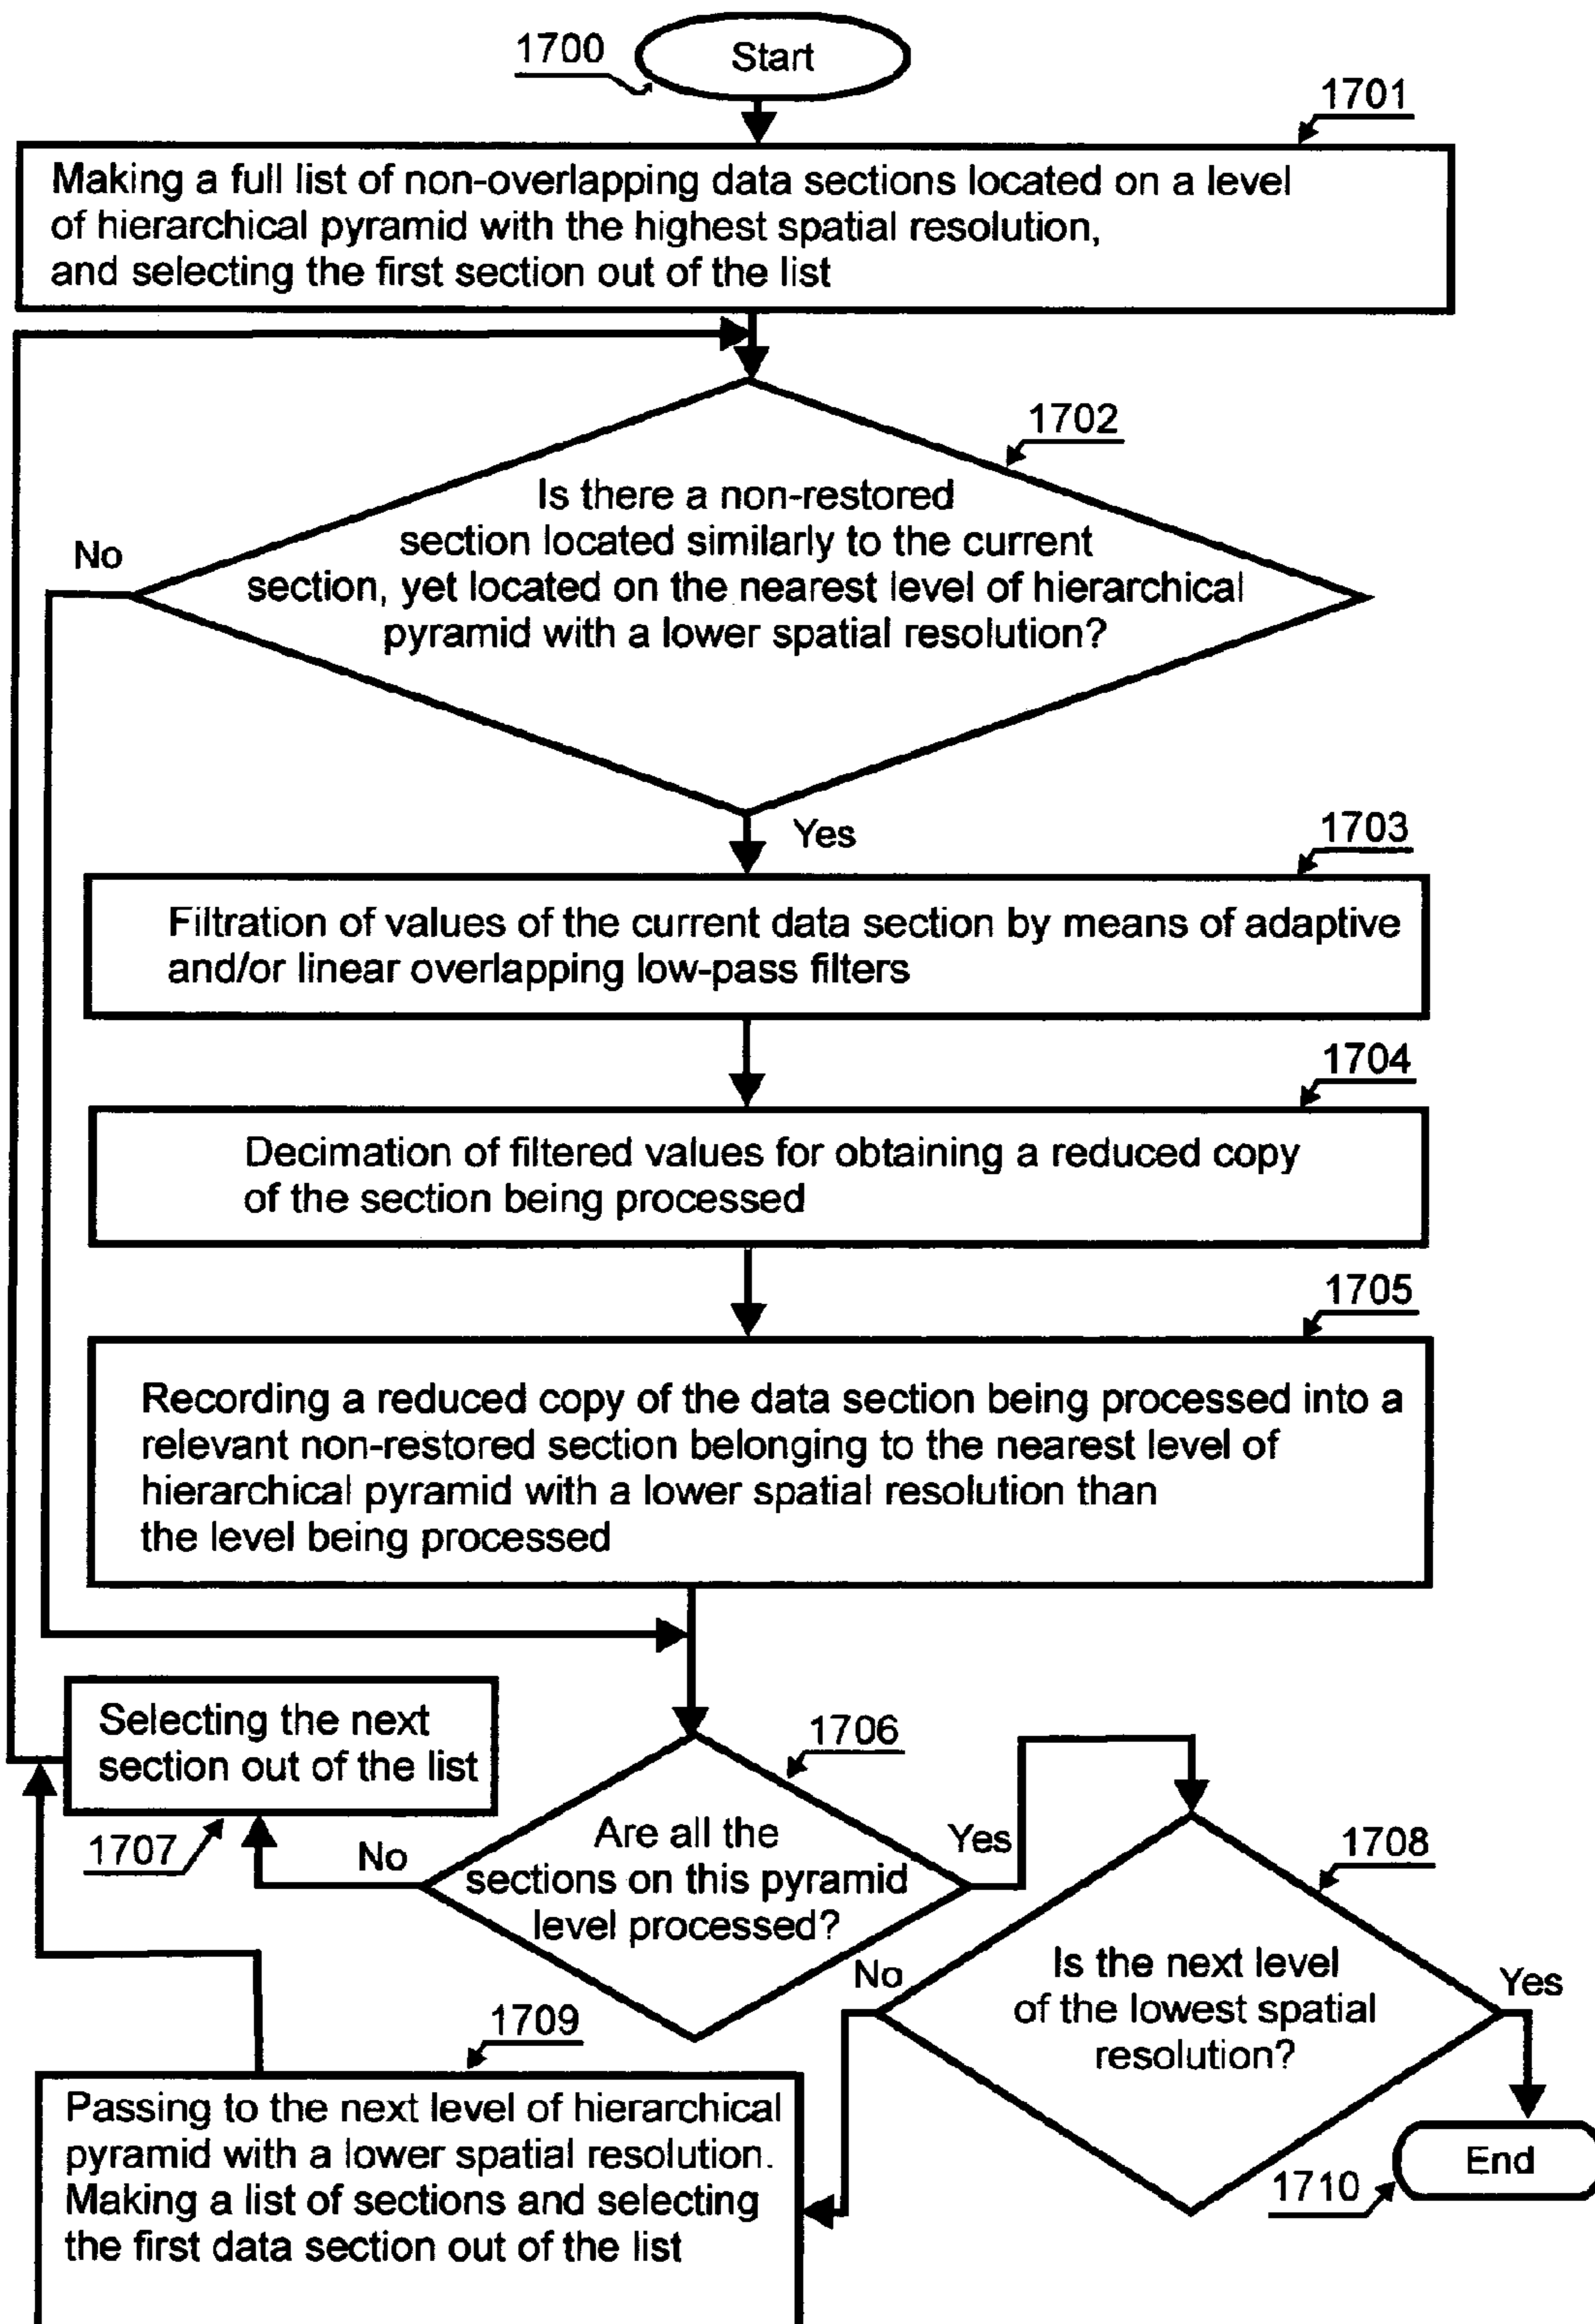 1700
Start
1701
Making a full list of non-overlapping data sections located on a level
of hierarchical pyramid with the highest spatial resolution,
and selecting the first section out of the list
1702
Is there a non-restored
section located similarly to the current
section, yet located on the nearest level of hierarchical
pyramid with a lower spatial resolution?
No
Yes
1703
Filtration of values of the current data section by means of adaptive
and/or linear overlapping low-pass filters
1704
Decimation of filtered values for obtaining a reduced copy
of the section being processed
1705
Recording a reduced copy of the data section being processed into a
relevant non-restored section belonging to the nearest level of
hierarchical pyramid with a lower spatial resolution than
the level being processed
Selecting the next
section out of the list
1707
1706
Are all the
sections on this pyramid
level processed?
No
Yes
1708
Is the next level
of the lowest spatial
resolution?
No
Yes
1709
Passing to the next level of hierarchical
pyramid with a lower spatial resolution.
Making a list of sections and selecting
the first data section out of the list
1710
End